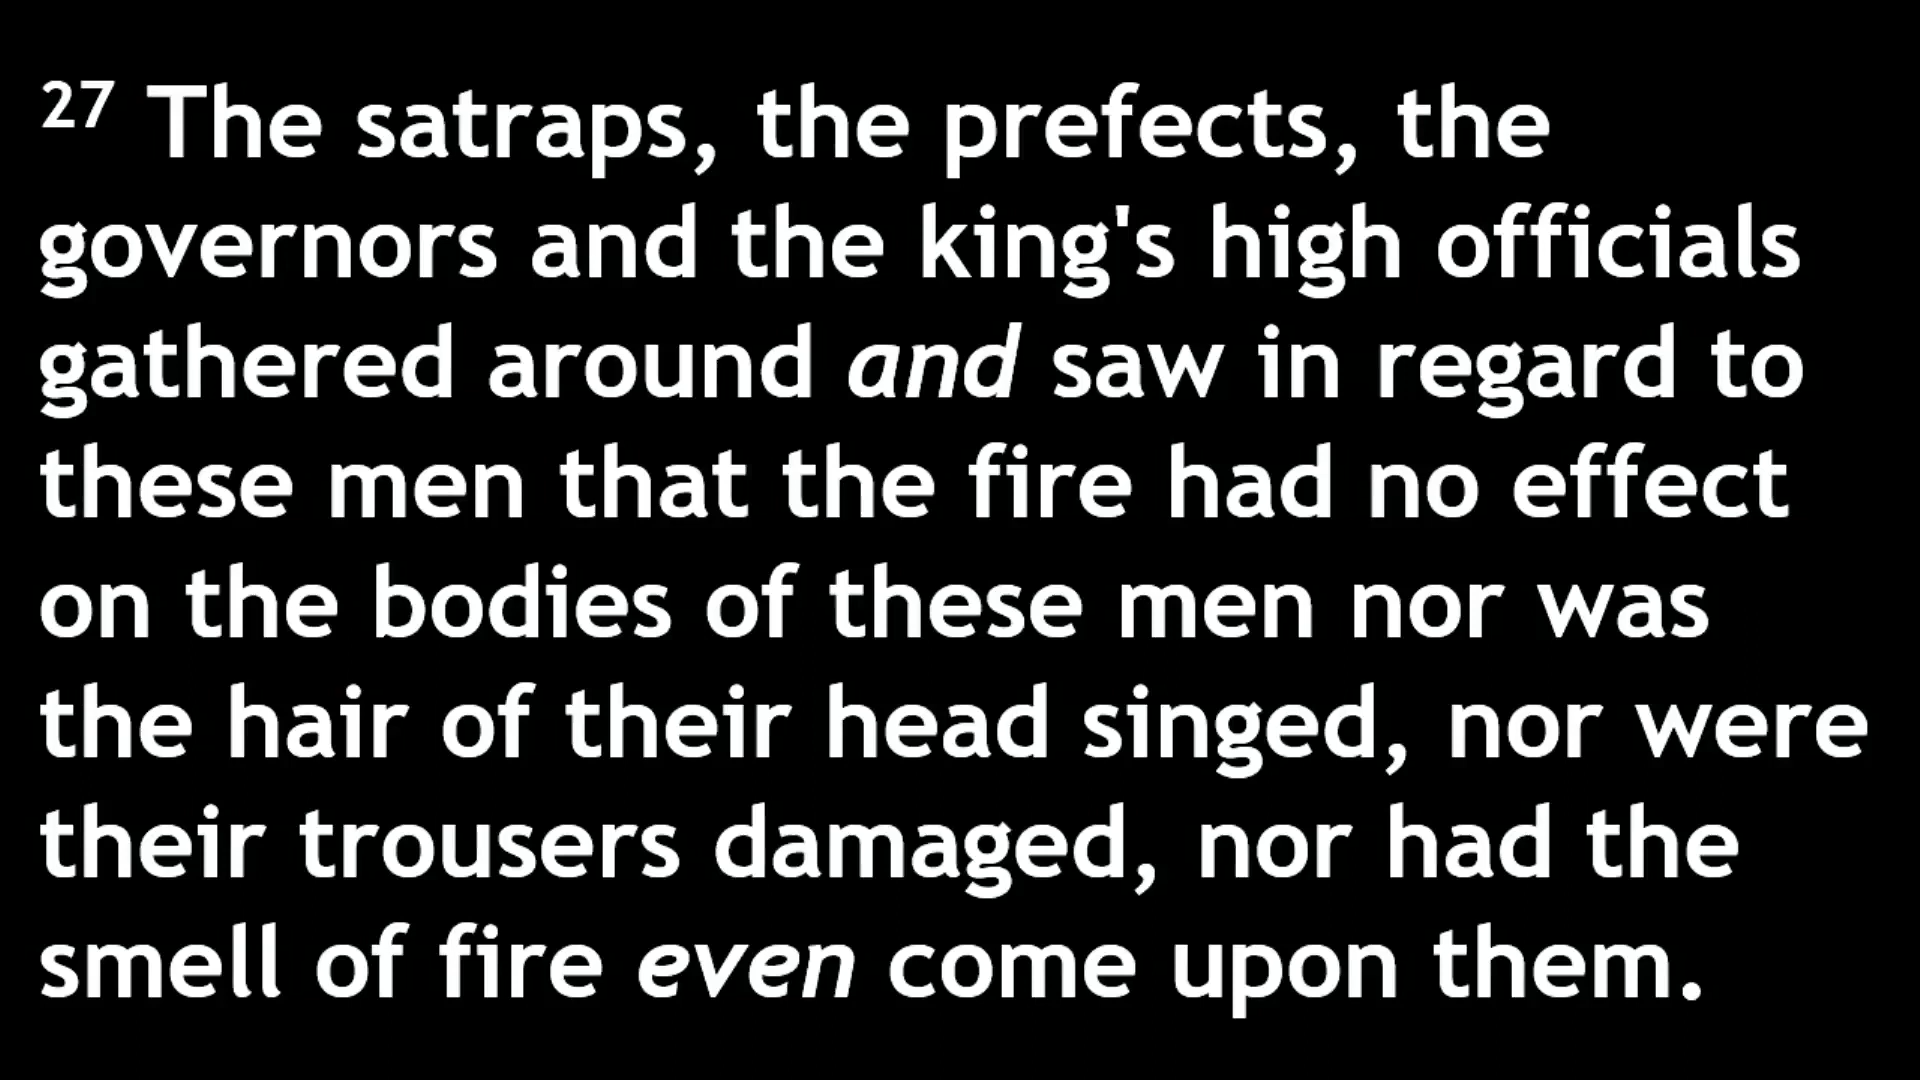 27 The satraps, the prefects, the
governors and the king's high officials
gathered around and saw in regard to
these men that the fire had no effect
on the bodies of these men nor was
the hair of their head singed, nor were
their trousers damaged, nor had the
smell of fire even come upon them.